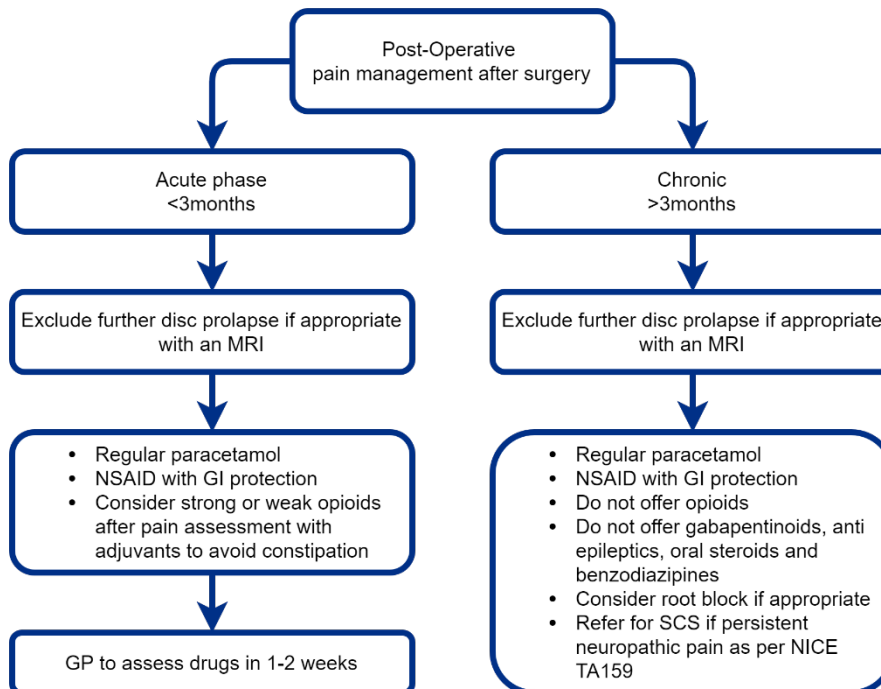 Post-Operative
pain management after surgery
Acute phase
<3months
Chronic
>3months
Exclude further disc prolapse if appropriate
with an MRI
Exclude further disc prolapse if appropriate
with an MRI
• Regular paracetamol
• NSAID with GI protection
• Consider strong or weak opioids
after pain assessment with
adjuvants to avoid constipation
• Regular paracetamol
• NSAID with GI protection
• Do not offer opioids
• Do not offer gabapentinoids, anti
epileptics, oral steroids and
benzodiazipines
• Consider root block if appropriate
• Refer for SCS if persistent
neuropathic pain as per NICE
TA159
GP to assess drugs in 1-2 weeks